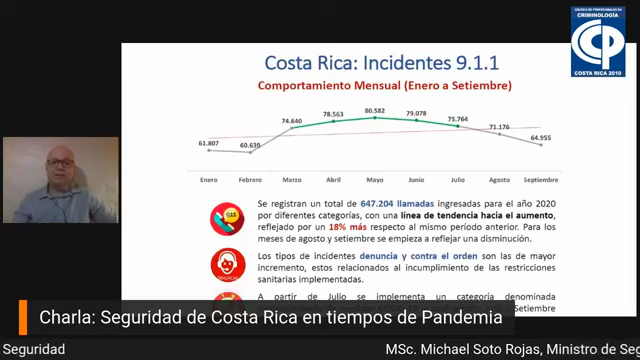 COLEGIO DE PROFESIONALES EN
CRIMINOLOGÍA
COSTA RICA 2010
Costa Rica: Incidentes 9.1.1
Comportamiento Mensual (Enero a Setiembre)
61.807
60.639
74.640
78.563
80.582
79.078
75.764
71.176
64.955
Enero
Febrero
Marzo
Abril
Mayo
Junio
Julio
Agosto
Septiembre
Se registran un total de 647.204 llamadas ingresadas para el año 2020
por diferentes categorías, con una línea de tendencia hacia el aumento,
reflejado por un 18% más respecto al mismo período anterior. Para los
meses de agosto y setiembre se empieza a reflejar una disminución.
Los tipos de incidentes denuncia y contra el orden son las de mayor
incremento, estos relacionados al incumplimiento de las restricciones
sanitarias implementadas.
A partir de Julio se implementa un categoría denominada
Charla: Seguridad de Costa Rica en tiempos de Pandemia
Seguridad
MSc. Michael Soto Rojas, Ministro de Seg